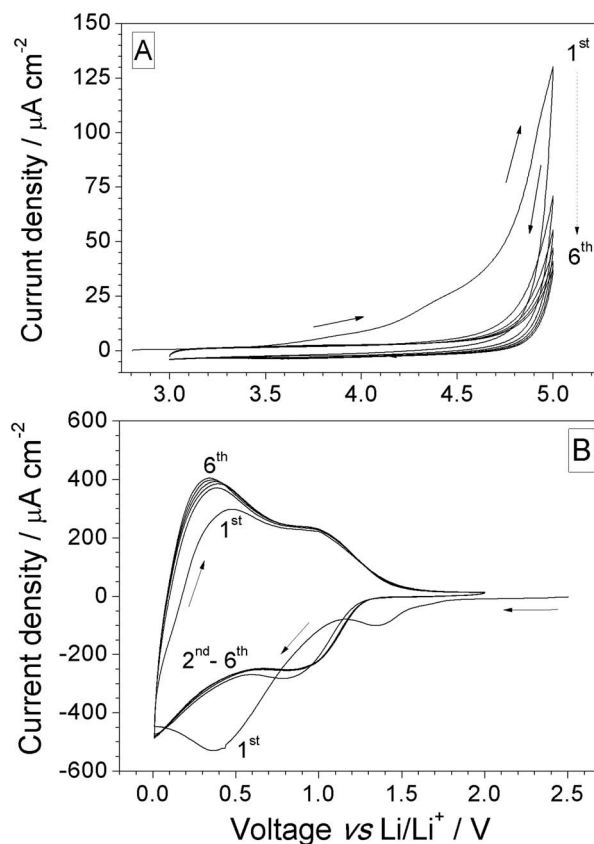 A
1st
6th
150
125
100
75
50
25
0
Currunt density / μA cm-2
3.0 3.5 4.0 4.5 5.0
B
6th
1st
2nd - 6th
1st
600
400
200
0
-200
-400
-600
Current density / μA cm-2
0.0 0.5 1.0 1.5 2.0 2.5
Voltage vs Li/Li+ / V